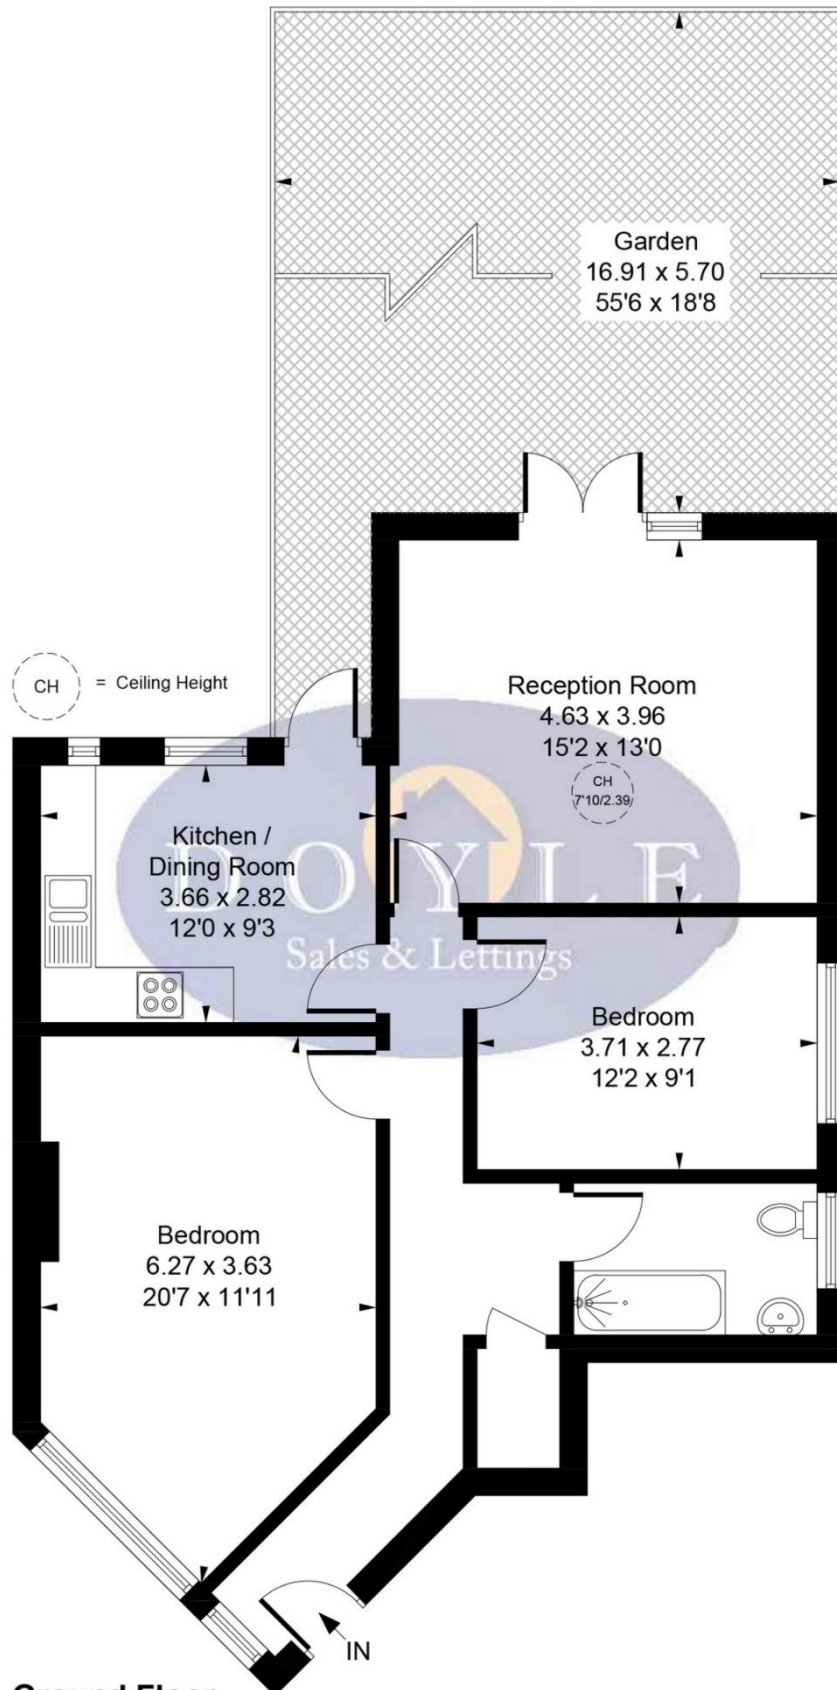 Garden
16.91 x 5.70
55'6 x 18'8
CH = Ceiling Height
Reception Room
4.63 x 3.96
15'2 x 13'0
CH
7'10/2.39
Kitchen /
Dining Room
3.66 x 2.82
12'0 x 9'3
DOYLE
Sales & Lettings
Bedroom
3.71 x 2.77
12'2 x 9'1
Bedroom
6.27 x 3.63
20'7 x 11'11
IN
Ground Floor